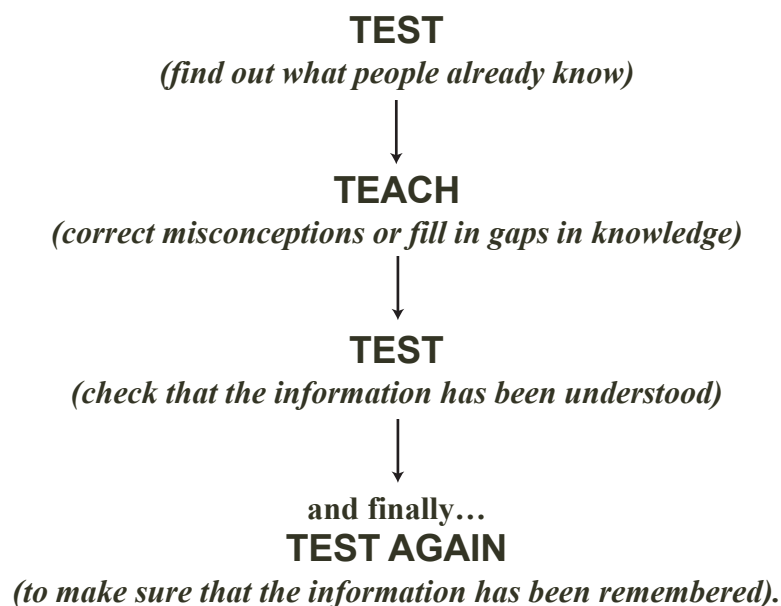 TEST
(find out what people already know)
TEACH
(correct misconceptions or fill in gaps in knowledge)
TEST
(check that the information has been understood)
and finally…
TEST AGAIN
(to make sure that the information has been remembered).